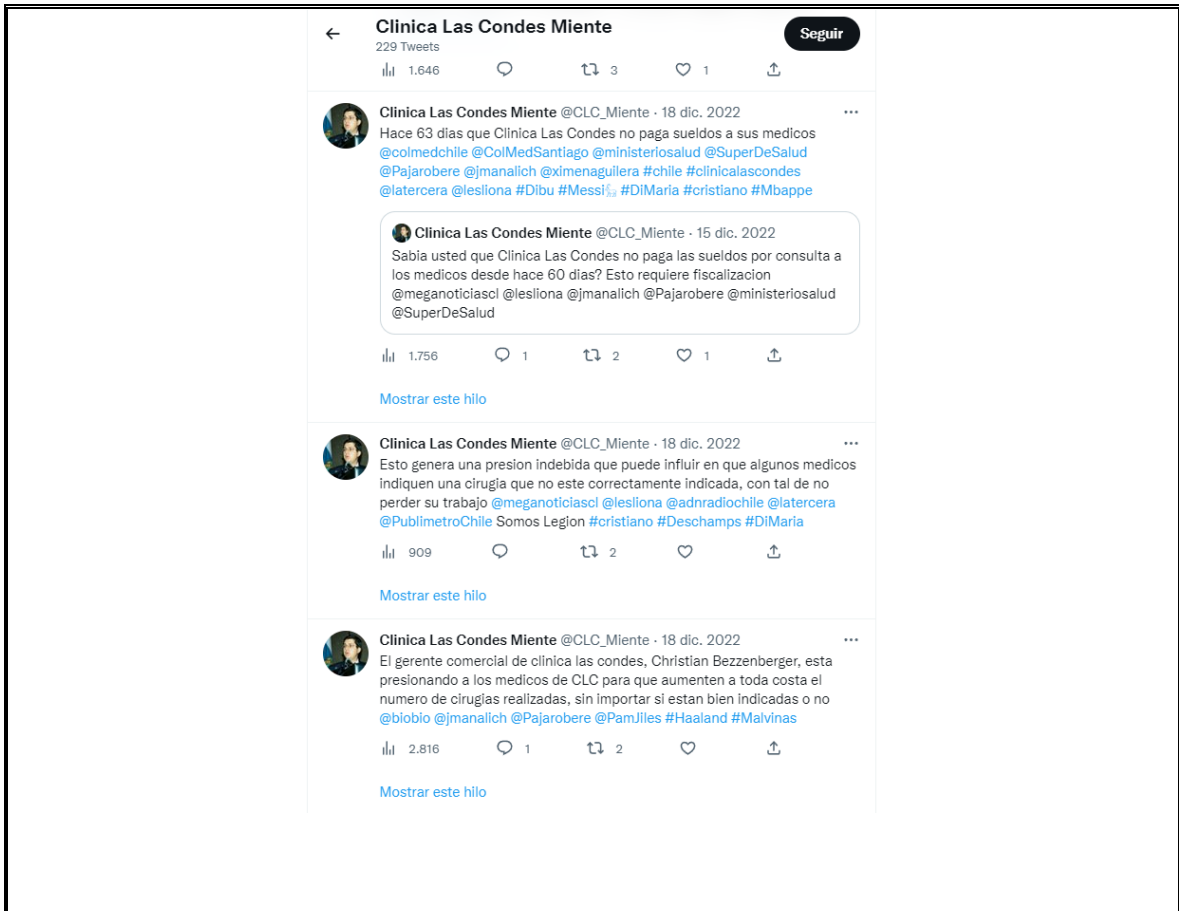 Clinica Las Condes Miente
Seguir
229 Tweets
1.646 3 1
Clinica Las Condes Miente @CLC_Miente · 18 dic. 2022
Hace 63 dias que Clinica Las Condes no paga sueldos a sus medicos
@colmedchile @ColMedSantiago @ministeriosalud @SuperDeSalud
@Pajarobere @jmanalich @ximenaguilera #chile #clinicalascondes
@latercera @lesliona #Dibu #Messi #DiMaria #cristiano #Mbappe
Clinica Las Condes Miente @CLC_Miente · 15 dic. 2022
Sabia usted que Clinica Las Condes no paga las sueldos por consulta a
los medicos desde hace 60 dias? Esto requiere fiscalizacion
@meganoticiascl @lesliona @jmanalich @Pajarobere @ministeriosalud
@SuperDeSalud
1.756 1 2 1
Mostrar este hilo
Clinica Las Condes Miente @CLC_Miente · 18 dic. 2022
Esto genera una presion indebida que puede influir en que algunos medicos
indiquen una cirugia que no este correctamente indicada, con tal de no
perder su trabajo @meganoticiascl @lesliona @adnradiochile @latercera
@PublimetroChile Somos Legion #cristiano #Deschamps #DiMaria
909 2
Mostrar este hilo
Clinica Las Condes Miente @CLC_Miente · 18 dic. 2022
El gerente comercial de clinica las condes, Christian Bezzenberger, esta
presionando a los medicos de CLC para que aumenten a toda costa el
numero de cirugias realizadas, sin importar si estan bien indicadas o no
@biobio @jmanalich @Pajarobere @PamJiles #Haaland #Malvinas
2.816 1 2
Mostrar este hilo